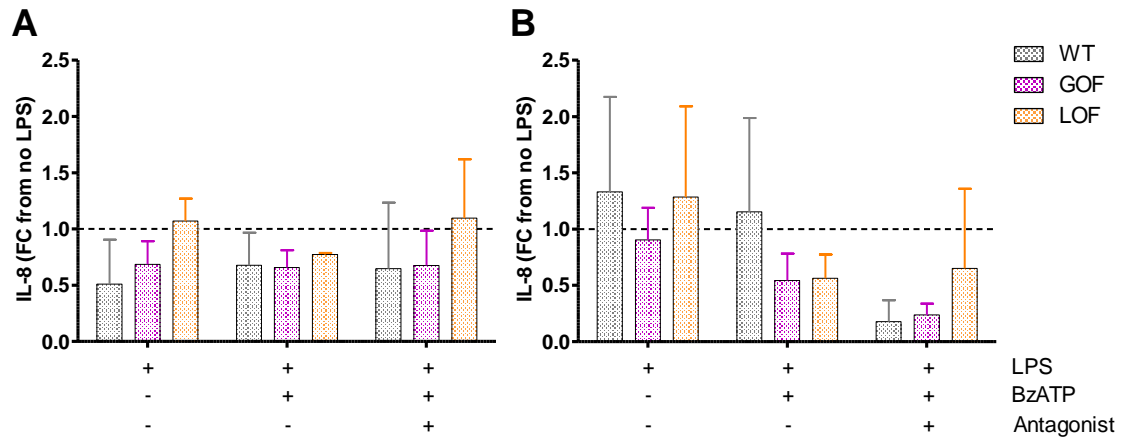 A
B
IL-8 (FC from no LPS)
2.5
2.0
1.5
1.0
0.5
0.0
IL-8 (FC from no LPS)
2.5
2.0
1.5
1.0
0.5
0.0
WT
GOF
LOF
+ + + + + + LPS
- + + - + + BzATP
- - + - - + Antagonist